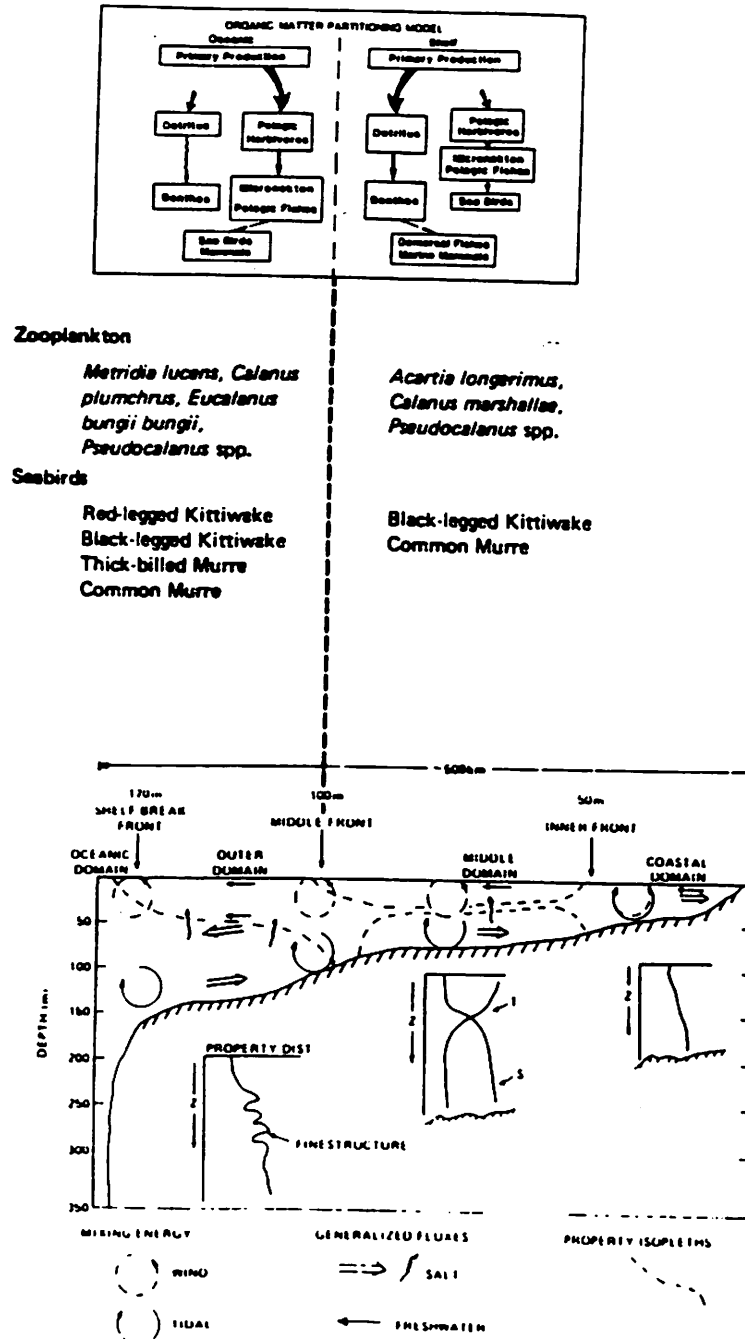 ORGANIC MATTER PARTITIONING MODEL
Oceanic
Shelf
Primary Production
Primary Production
Detritus
Pelagic
Herbivores
Detritus
Pelagic
Herbivores
Micronekton
Pelagic Fishes
Benthos
Micronekton
Pelagic Fishes
Benthos
Sea Birds
Sea Birds
Mammals
Demersal Fishes
Marine Mammals
Zooplankton
Metridia lucens, Calanus
plumchrus, Eucalanus
bungii bungii,
Pseudocalanus spp.
Acartia longerimus,
Calanus marshallae,
Pseudocalanus spp.
Seabirds
Red-legged Kittiwake
Black-legged Kittiwake
Thick-billed Murre
Common Murre
Black-legged Kittiwake
Common Murre
500km
170m
SHELF BREAK
FRONT
100m
MIDDLE FRONT
50m
INNER FRONT
OCEANIC
DOMAIN
OUTER
DOMAIN
MIDDLE
DOMAIN
COASTAL
DOMAIN
DEPTH (m)
50
100
150
200
250
300
350
PROPERTY DIST
Z
FINESTRUCTURE
Z
T
S
Z
MIXING ENERGY
WIND
TIDAL
GENERALIZED FLUXES
SALT
FRESHWATER
PROPERTY ISOPLETHS